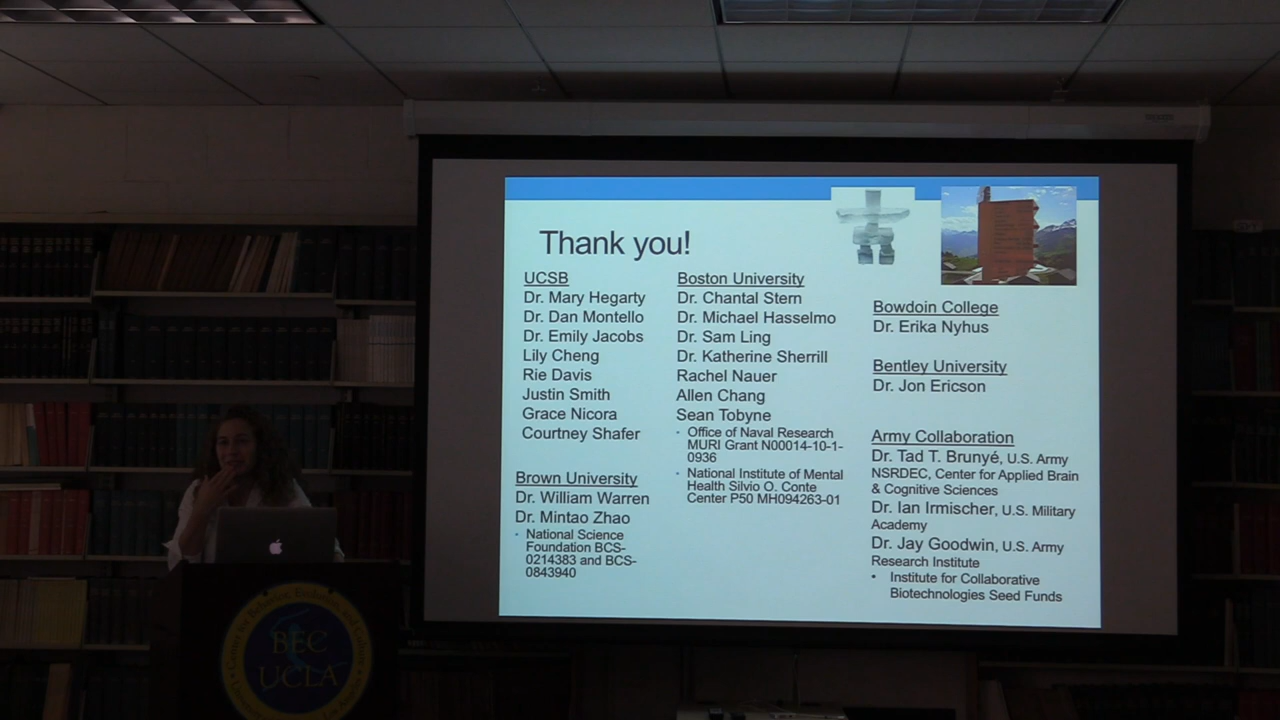 Thank you!
UCSB
Dr. Mary Hegarty
Dr. Dan Montello
Dr. Emily Jacobs
Lily Cheng
Rie Davis
Justin Smith
Grace Nicora
Courtney Shafer
Brown University
Dr. William Warren
Dr. Mintao Zhao
• National Science
Foundation BCS-
0214383 and BCS-
0843940
Boston University
Dr. Chantal Stern
Dr. Michael Hasselmo
Dr. Sam Ling
Dr. Katherine Sherrill
Rachel Nauer
Allen Chang
Sean Tobyne
• Office of Naval Research
MURI Grant N00014-10-1-
0936
• National Institute of Mental
Health Silvio O. Conte
Center P50 MH094263-01
Bowdoin College
Dr. Erika Nyhus
Bentley University
Dr. Jon Ericson
Army Collaboration
Dr. Tad T. Brunyé, U.S. Army
NSRDEC, Center for Applied Brain
& Cognitive Sciences
Dr. Ian Irmischer, U.S. Military
Academy
Dr. Jay Goodwin, U.S. Army
Research Institute
• Institute for Collaborative
Biotechnologies Seed Funds
Center for Behavior, Evolution, and Culture
BEC
UCLA